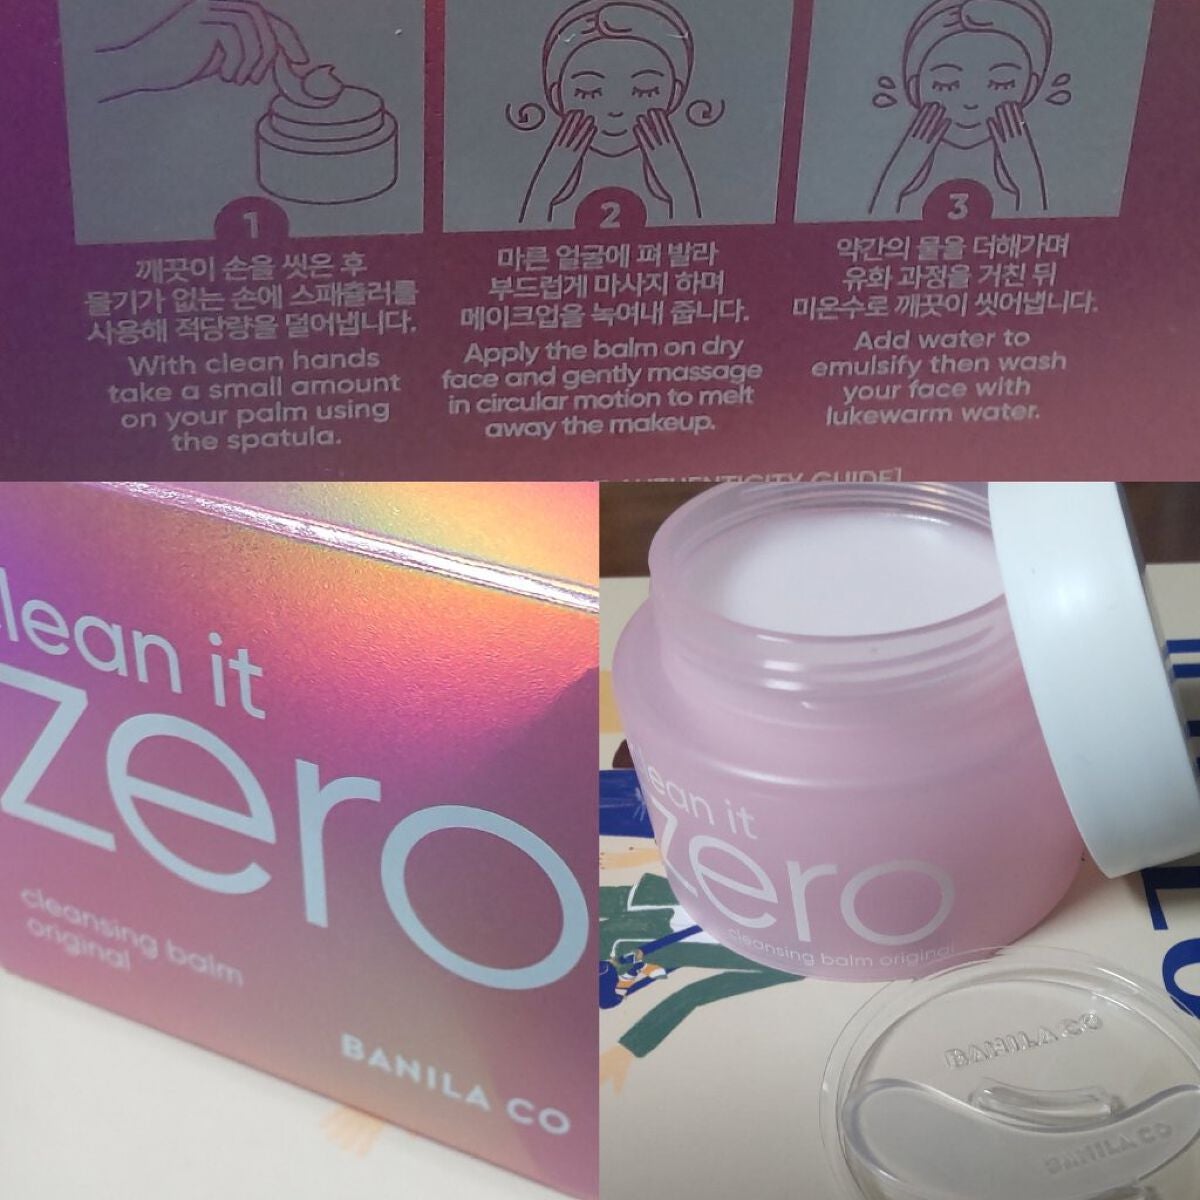 1
깨끗이 손을 씻은 후
물기가 없는 손에 스패출러를
사용해 적당량을 덜어냅니다.
With clean hands
take a small amount
on your palm using
the spatula.
2
마른 얼굴에 펴 발라
부드럽게 마사지 하며
메이크업을 녹여내 줍니다.
Apply the balm on dry
face and gently massage
in circular motion to melt
away the makeup.
3
약간의 물을 더해가며
유화 과정을 거친 뒤
미온수로 깨끗이 씻어냅니다.
Add water to
emulsify then wash
your face with
lukewarm water.
AUTHENTICITY GUIDE]
clean it
zero
cleansing balm
original
BANILA CO
clean it
zero
cleansing balm original
BANILA CO
BANILA CO